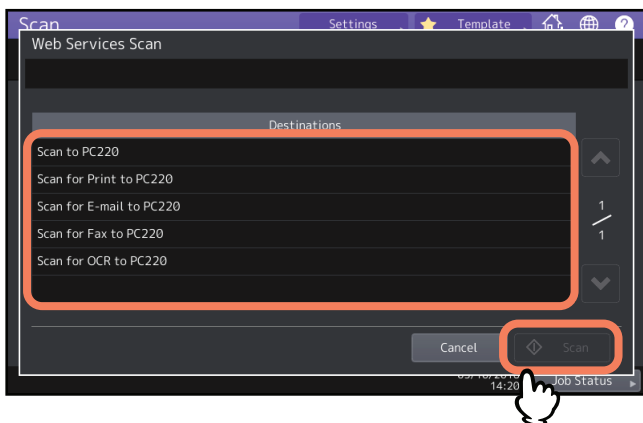 Scan Settings Template ?
Web Services Scan
Destinations
Scan to PC220
Scan for Print to PC220
Scan for E-mail to PC220
1
Scan for Fax to PC220
1
Scan for OCR to PC220
Cancel Scan
14:20 Job Status